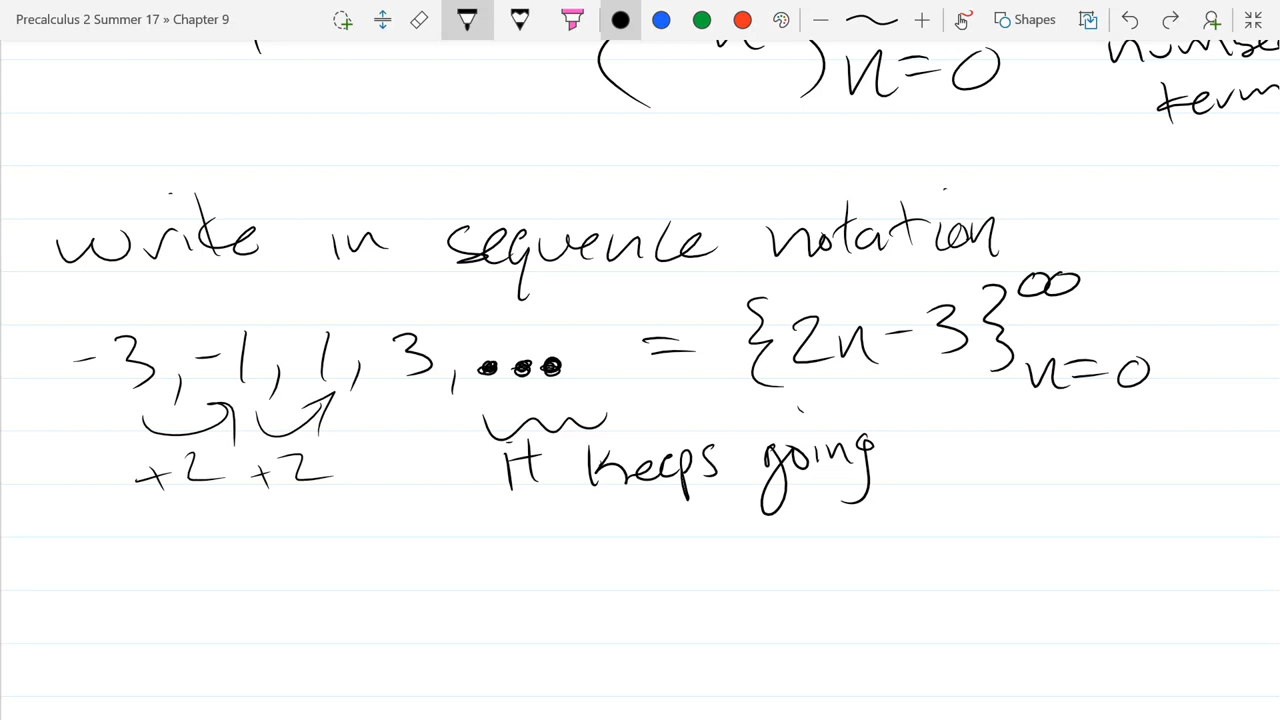 Precalculus 2 Summer 17 » Chapter 9
Shapes
n=0
term
write in sequence notation
-3, -1, 1, 3, ... = {2n-3}^∞_{n=0}
+2 +2 it keeps going